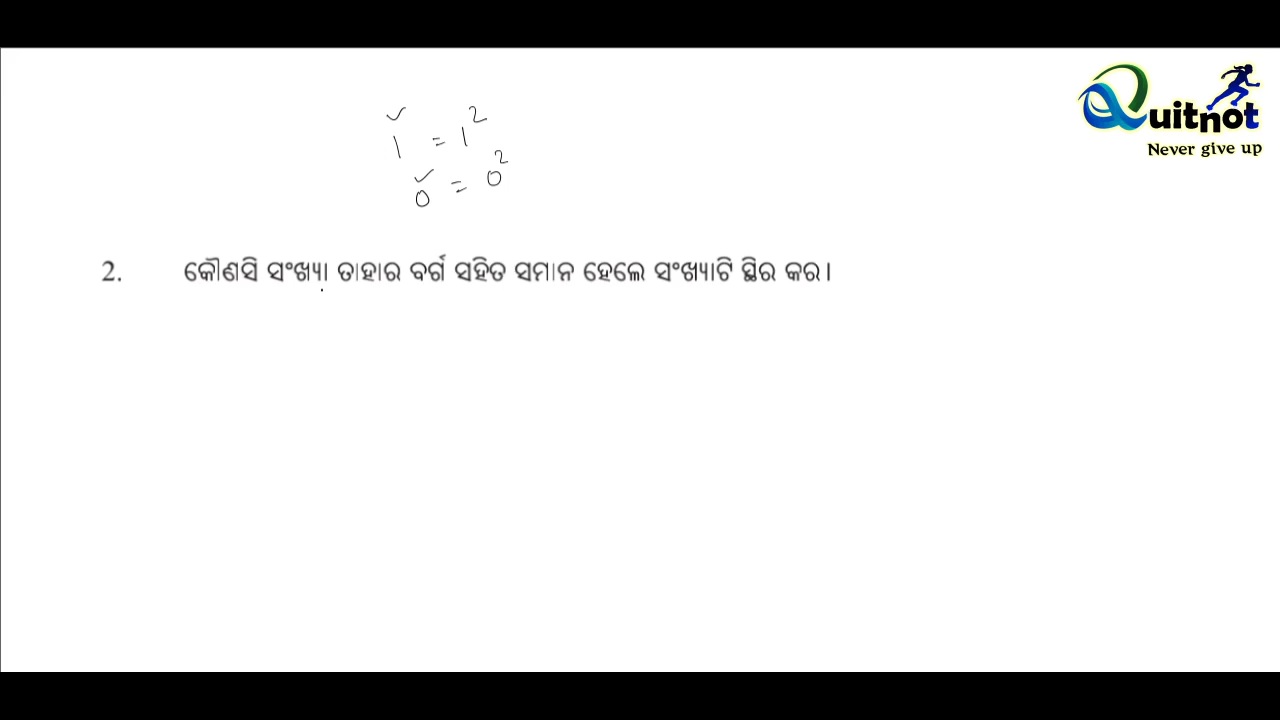 Quitnot
Never give up
1 = 1²
0 = 0²
2. କୌଣସି ସଂଖ୍ୟା ତାହାର ବର୍ଗ ସହିତ ସମାନ ହେଲେ ସଂଖ୍ୟାଟି ସ୍ଥିର କର।